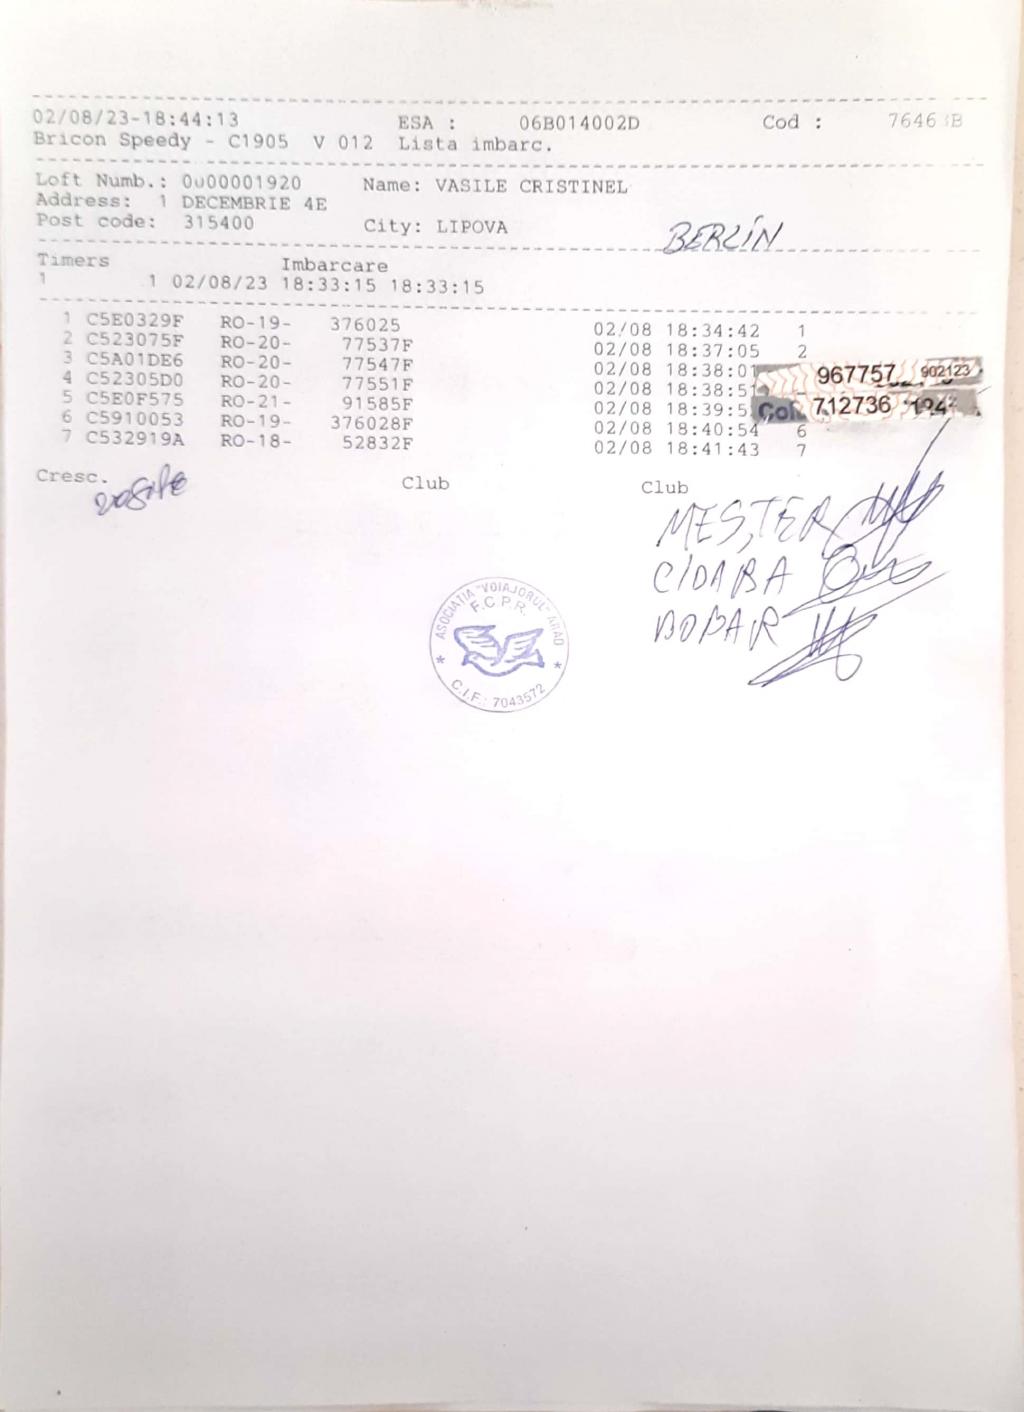 02/08/23-18:44:13 ESA : 06B014002D Cod :
Bricon Speedy - C1905 V 012 Lista imbarc.
Loft Numb.: 0000001920 Name: VASILE CRISTINEL
Address: 1 DECEMBRIE 4E
Post code: 315400 City: LIPOVA
BERLIN
Timers Imbarcare
1 1 02/08/23 18:33:15 18:33:15
1 C5E0329F RO-19- 376025 02/08 18:34:42 1
2 C523075F RO-20- 77537F 02/08 18:37:05 2
3 C5A01DE6 RO-20- 77547F 02/08 18:38:01
4 C52305D0 RO-20- 77551F 02/08 18:38:51
967757 902123
5 C5E0F575 RO-21- 91585F 02/08
712736
6 C5910053 RO-19- 376028F 02/08 18:40:54 6
7 C532919A RO-18- 52832F 02/08 18:41:43 7
Cresc. Club Club
Vasile
MESTER
CIOABA
BOBAR
ASOCIATIA "VOIAJORUL" ARAD
F.C.P.R.
C.I.F.: 7043572